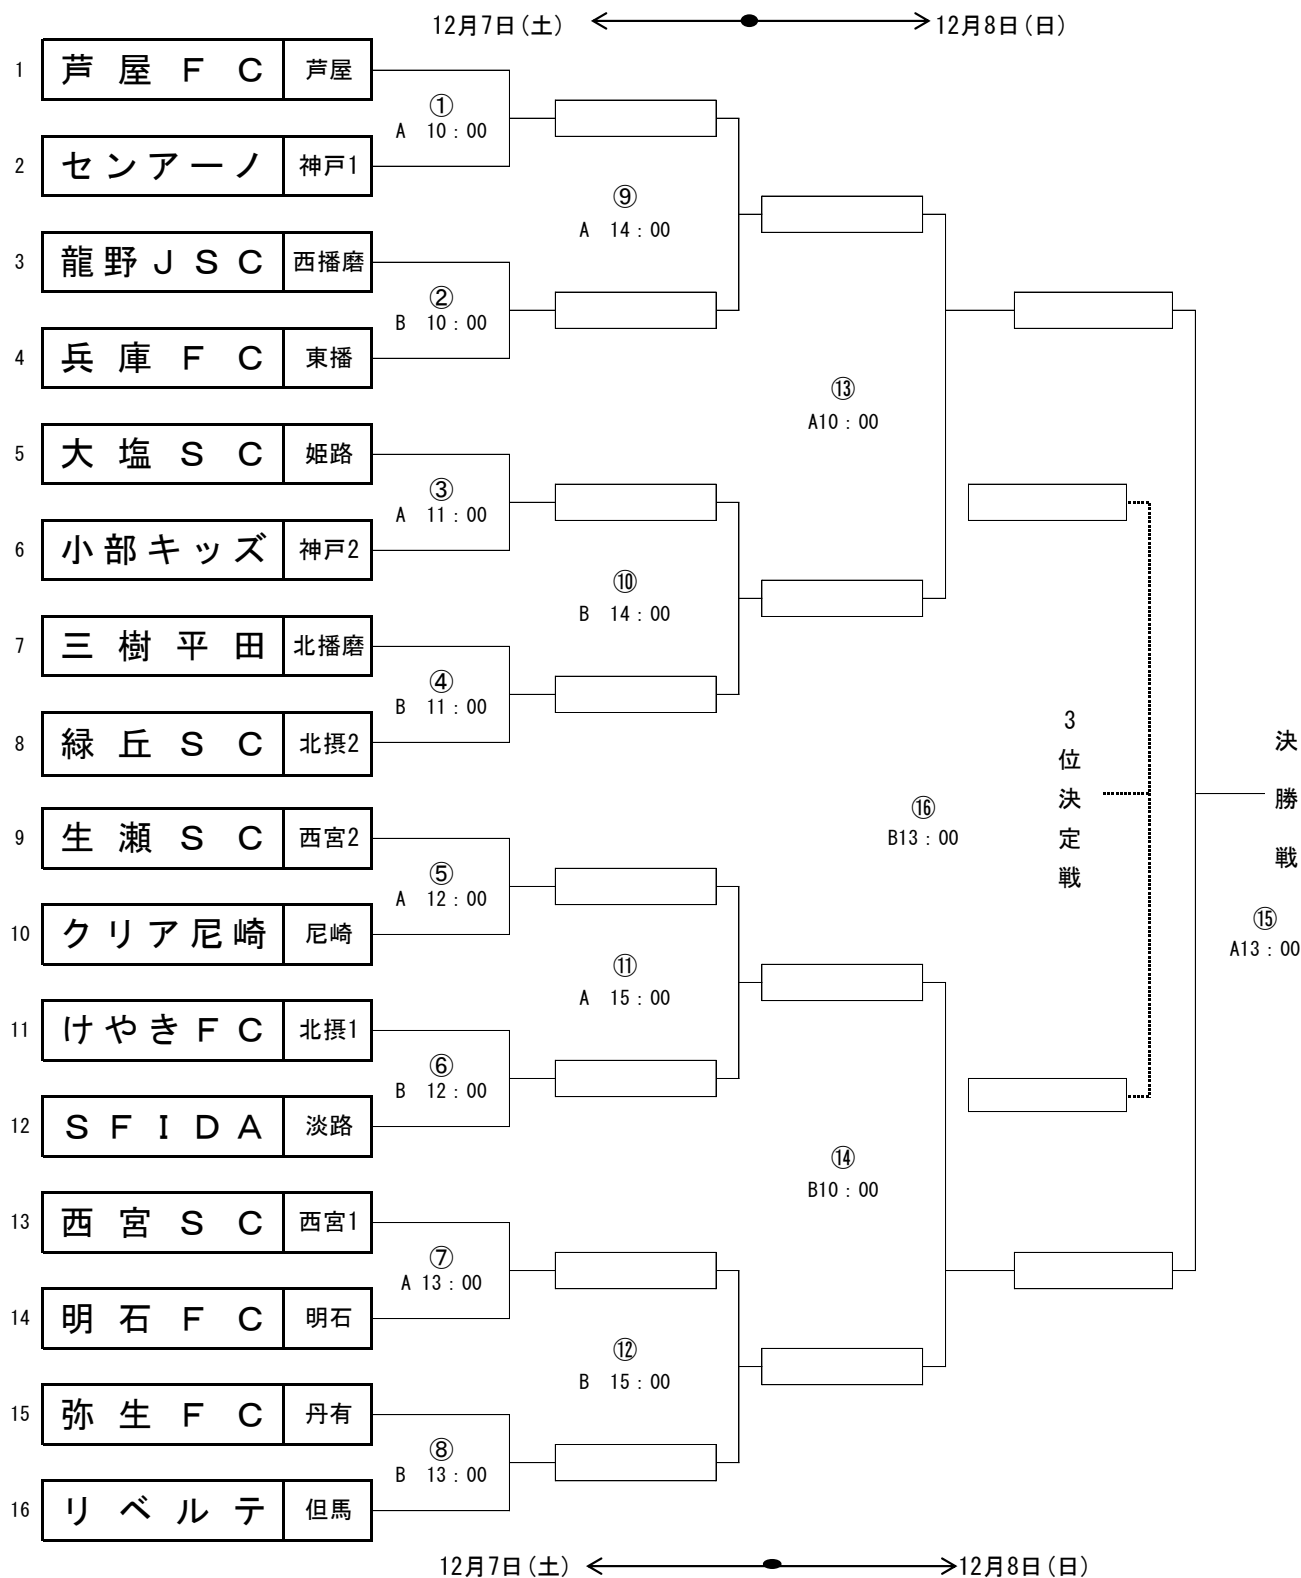 12月7日(土) 12月8日(日)
1 芦屋FC 芦屋
① A 10:00
2 センアーノ 神戸1
⑨ A 14:00
3 龍野JSC 西播磨
② B 10:00
4 兵庫FC 東播
⑬ A10:00
5 大塩SC 姫路
③ A 11:00
6 小部キッズ 神戸2
⑩ B 14:00
7 三樹平田 北播磨
④ B 11:00
8 緑丘SC 北摂2
3位決定戦
⑯ B13:00
決勝戦
⑮ A13:00
9 生瀬SC 西宮2
⑤ A 12:00
10 クリア尼崎 尼崎
⑪ A 15:00
11 けやきFC 北摂1
⑥ B 12:00
12 SFIDA 淡路
⑭ B10:00
13 西宮SC 西宮1
⑦ A 13:00
14 明石FC 明石
⑫ B 15:00
15 弥生FC 丹有
⑧ B 13:00
16 リベルテ 但馬
12月7日(土) 12月8日(日)